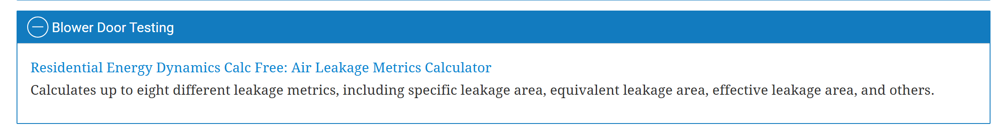 Blower Door Testing
Residential Energy Dynamics Calc Free: Air Leakage Metrics Calculator
Calculates up to eight different leakage metrics, including specific leakage area, equivalent leakage area, effective leakage area, and others.